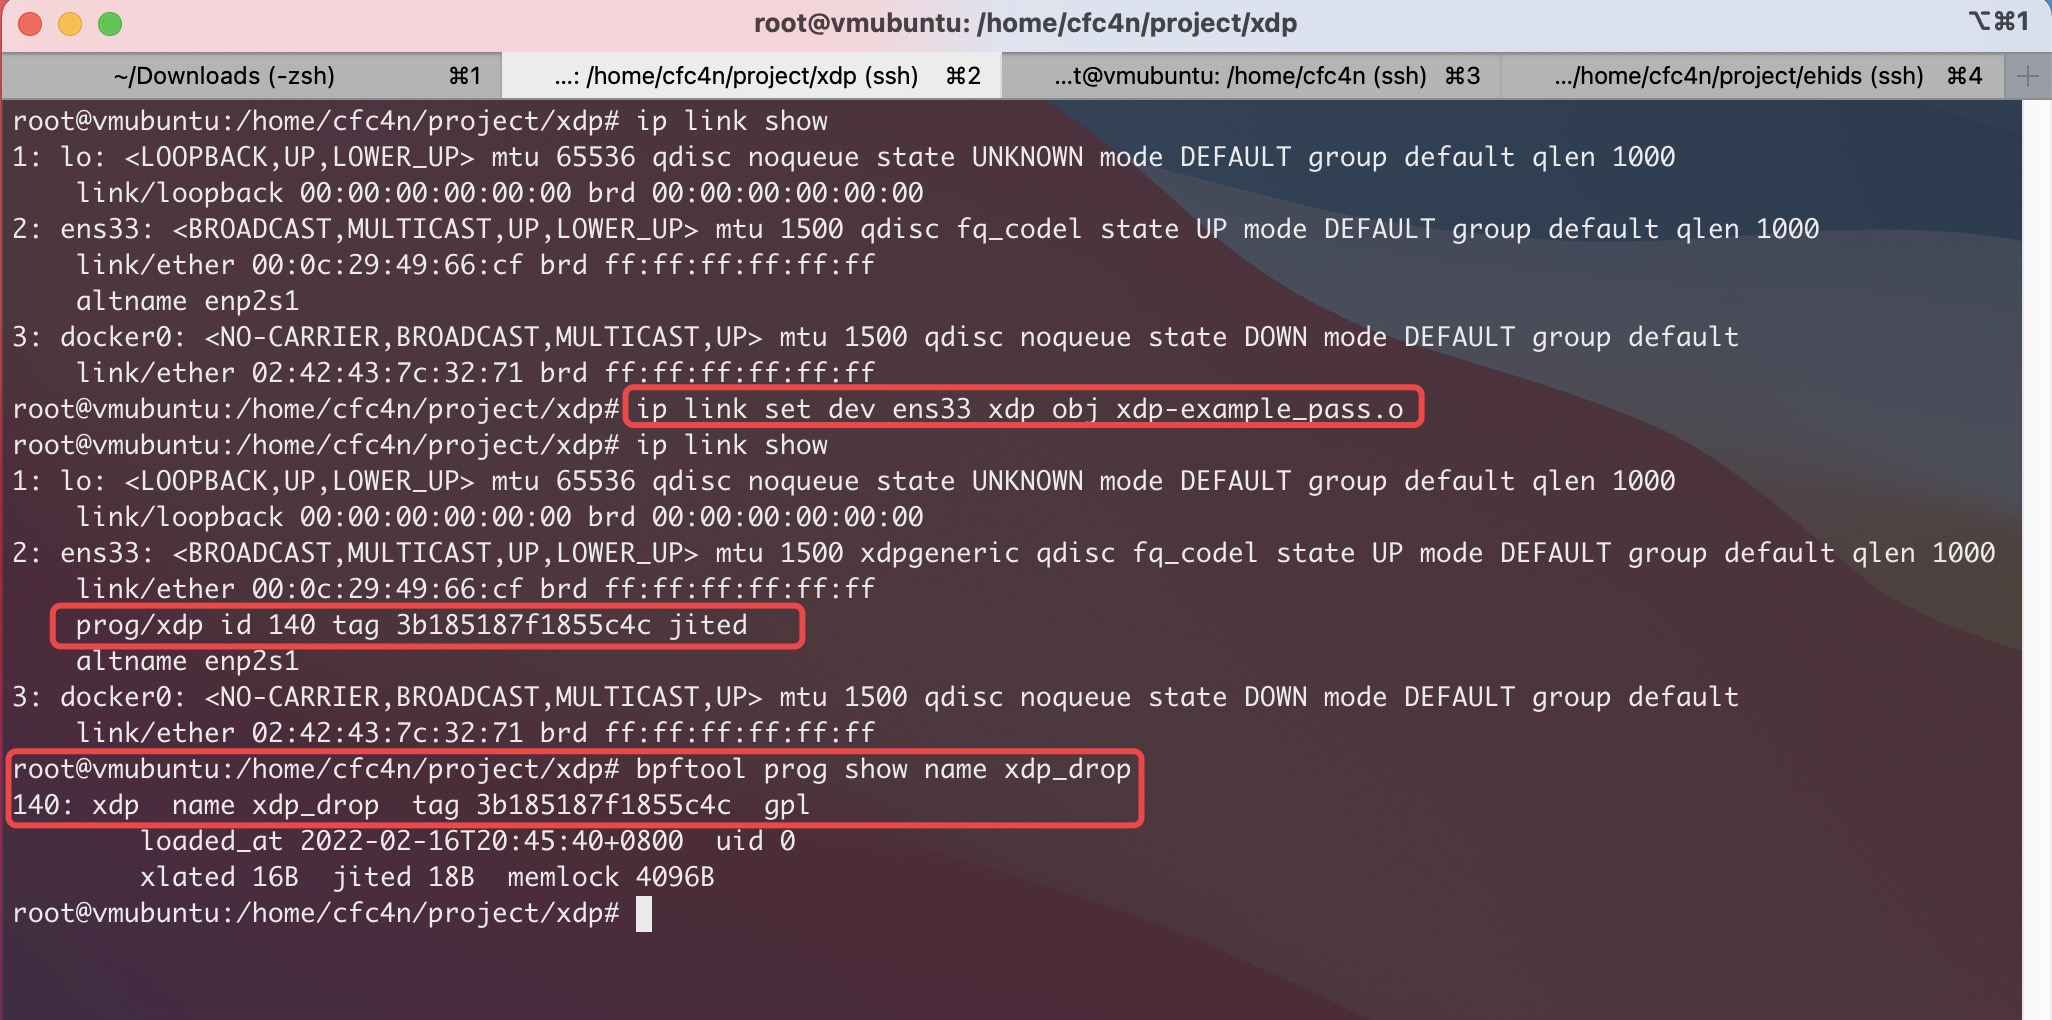 root@vmubuntu: /home/cfc4n/project/xdp
⌥⌘1
~/Downloads (-zsh) ⌘1
...: /home/cfc4n/project/xdp (ssh) ⌘2
...t@vmubuntu: /home/cfc4n (ssh) ⌘3
.../home/cfc4n/project/ehids (ssh) ⌘4
root@vmubuntu:/home/cfc4n/project/xdp# ip link show
1: lo: <LOOPBACK,UP,LOWER_UP> mtu 65536 qdisc noqueue state UNKNOWN mode DEFAULT group default qlen 1000
    link/loopback 00:00:00:00:00:00 brd 00:00:00:00:00:00
2: ens33: <BROADCAST,MULTICAST,UP,LOWER_UP> mtu 1500 qdisc fq_codel state UP mode DEFAULT group default qlen 1000
    link/ether 00:0c:29:49:66:cf brd ff:ff:ff:ff:ff:ff
    altname enp2s1
3: docker0: <NO-CARRIER,BROADCAST,MULTICAST,UP> mtu 1500 qdisc noqueue state DOWN mode DEFAULT group default
    link/ether 02:42:43:7c:32:71 brd ff:ff:ff:ff:ff:ff
root@vmubuntu:/home/cfc4n/project/xdp# ip link set dev ens33 xdp obj xdp-example_pass.o
root@vmubuntu:/home/cfc4n/project/xdp# ip link show
1: lo: <LOOPBACK,UP,LOWER_UP> mtu 65536 qdisc noqueue state UNKNOWN mode DEFAULT group default qlen 1000
    link/loopback 00:00:00:00:00:00 brd 00:00:00:00:00:00
2: ens33: <BROADCAST,MULTICAST,UP,LOWER_UP> mtu 1500 xdpgeneric qdisc fq_codel state UP mode DEFAULT group default qlen 1000
    link/ether 00:0c:29:49:66:cf brd ff:ff:ff:ff:ff:ff
    prog/xdp id 140 tag 3b185187f1855c4c jited
    altname enp2s1
3: docker0: <NO-CARRIER,BROADCAST,MULTICAST,UP> mtu 1500 qdisc noqueue state DOWN mode DEFAULT group default
    link/ether 02:42:43:7c:32:71 brd ff:ff:ff:ff:ff:ff
root@vmubuntu:/home/cfc4n/project/xdp# bpftool prog show name xdp_drop
140: xdp  name xdp_drop  tag 3b185187f1855c4c  gpl
        loaded_at 2022-02-16T20:45:40+0800  uid 0
        xlated 16B  jited 18B  memlock 4096B
root@vmubuntu:/home/cfc4n/project/xdp#